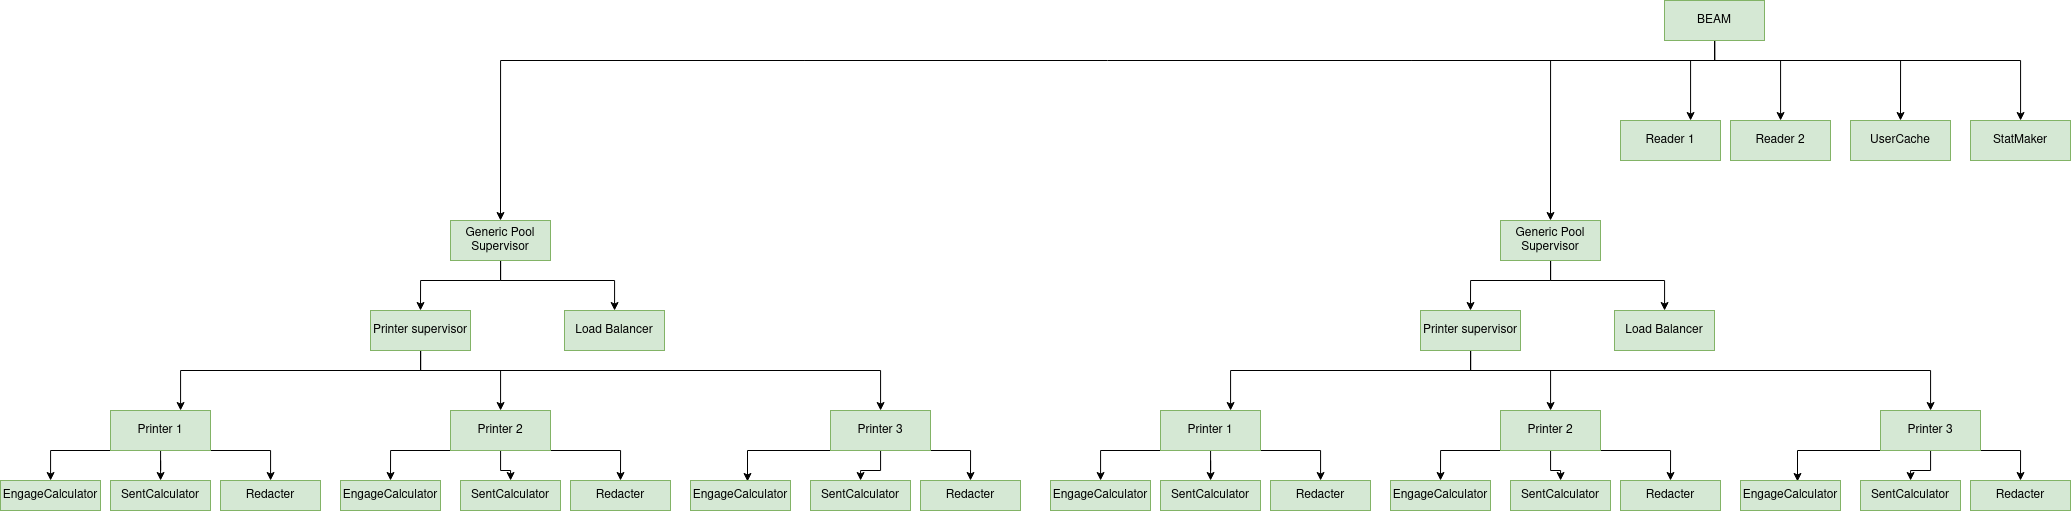 BEAM
Reader 1
Reader 2
UserCache
StatMaker
Generic Pool
Supervisor
Generic Pool
Supervisor
Printer supervisor
Load Balancer
Printer supervisor
Load Balancer
Printer 1
Printer 2
Printer 3
Printer 1
Printer 2
Printer 3
EngageCalculator
SentCalculator
Redacter
EngageCalculator
SentCalculator
Redacter
EngageCalculator
SentCalculator
Redacter
EngageCalculator
SentCalculator
Redacter
EngageCalculator
SentCalculator
Redacter
EngageCalculator
SentCalculator
Redacter